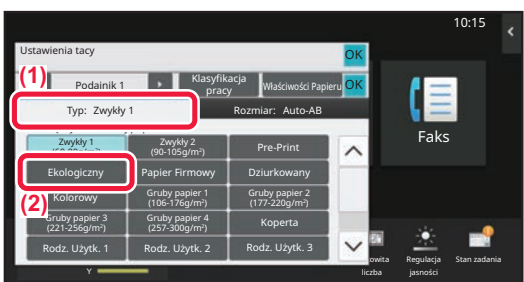 10:15
Ustawienia tacy
OK
(1)
Podajnik 1
Klasyfikacja
pracy
Właściwości Papieru
OK
Typ: Zwykły 1
Rozmiar: Auto-AB
Zwykły 1
Zwykły 2
(90-105g/m²)
Pre-Print
Ekologiczny
Papier Firmowy
Dziurkowany
(2)
Kolorowy
Gruby papier 1
(106-176g/m²)
Gruby papier 2
(177-220g/m²)
Gruby papier 3
(221-256g/m²)
Gruby papier 4
(257-300g/m²)
Koperta
Rodz. Użytk. 1
Rodz. Użytk. 2
Rodz. Użytk. 3
Faks
liczba
Regulacja
jasności
Stan zadania
Y